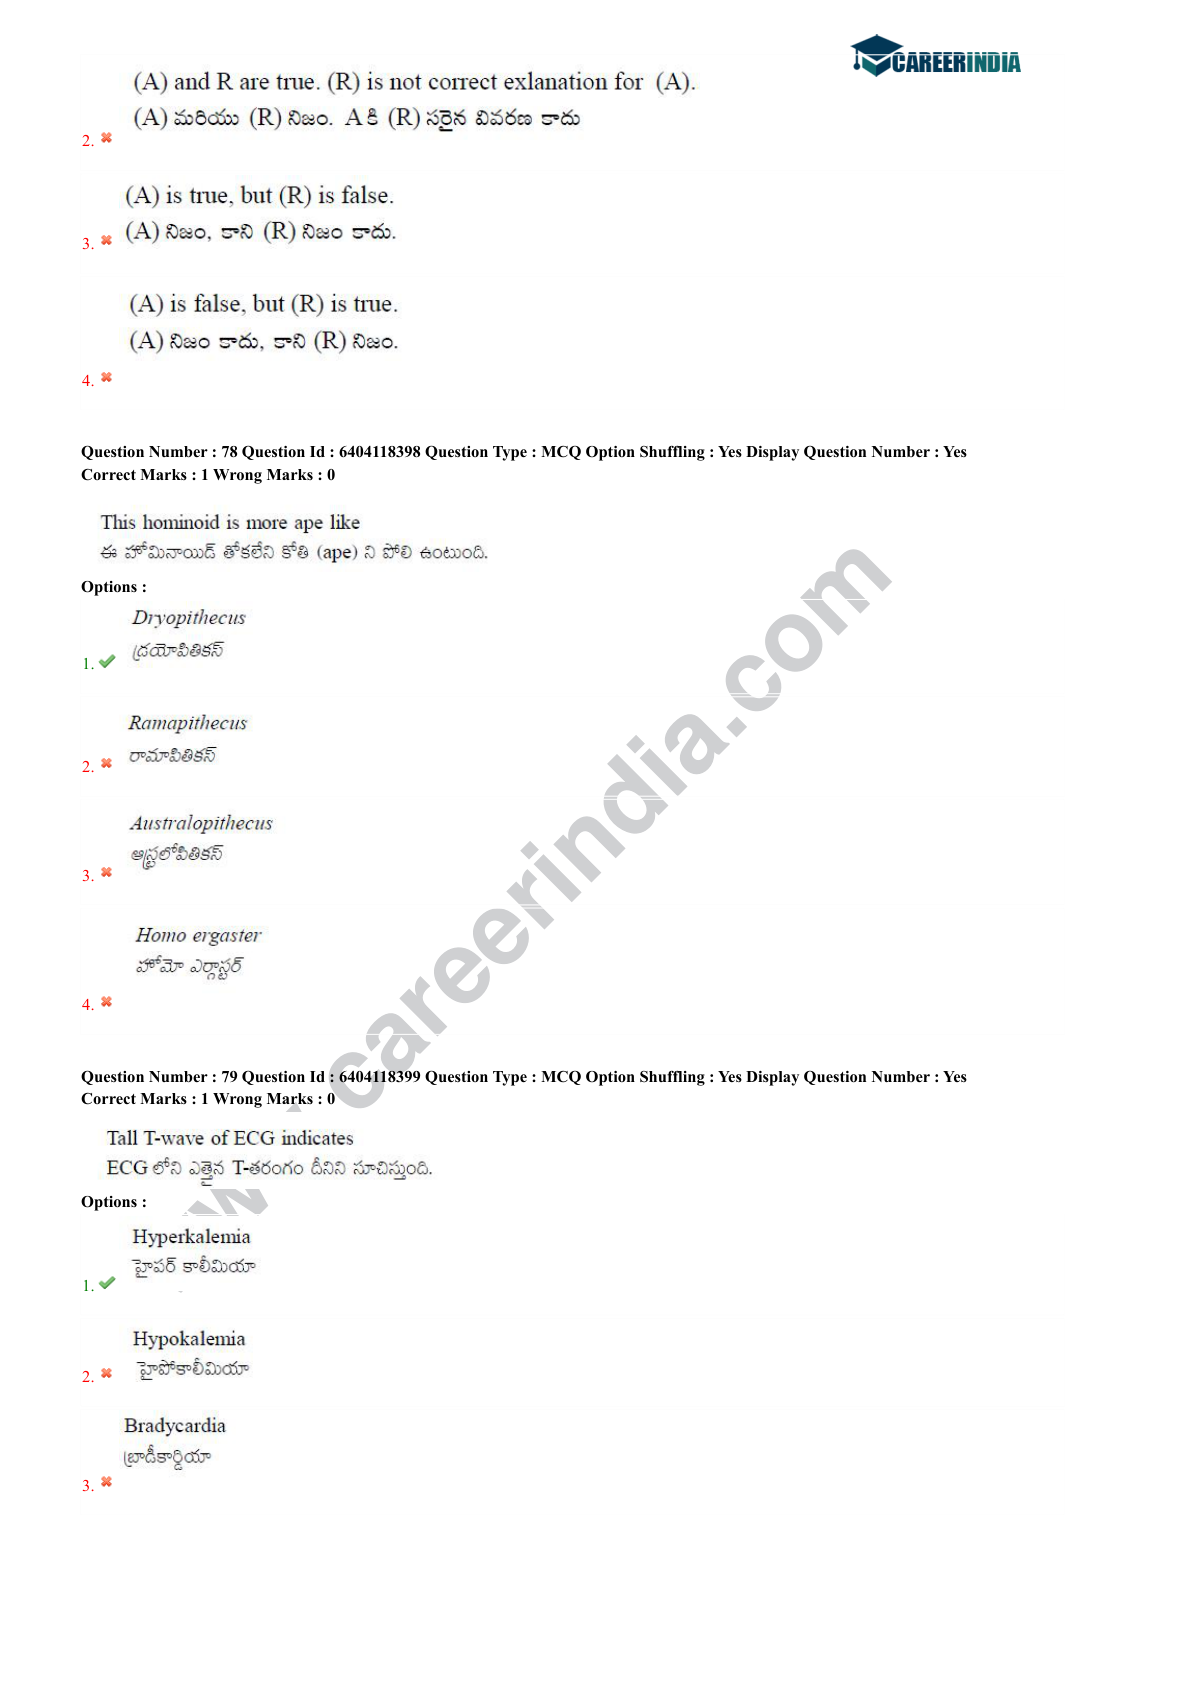 CAREERINDIA
(A) and R are true. (R) is not correct exlanation for (A).
(A) మరియు (R) నిజం. A కి (R) సరైన వివరణ కాదు
2.
(A) is true, but (R) is false.
(A) నిజం, కాని (R) నిజం కాదు.
3.
(A) is false, but (R) is true.
(A) నిజం కాదు, కాని (R) నిజం.
4.
Question Number : 78 Question Id : 6404118398 Question Type : MCQ Option Shuffling : Yes Display Question Number : Yes
Correct Marks : 1 Wrong Marks : 0
This hominoid is more ape like
ఈ హోమినాయిడ్ తోకలేని కోతి (ape) ని పోలి ఉంటుంది.
Options :
Dryopithecus
డ్రయోపితికస్
1.
Ramapithecus
రామాపితికస్
2.
Australopithecus
ఆస్ట్రలోపితికస్
3.
Homo ergaster
హోమో ఎర్గాస్టర్
4.
Question Number : 79 Question Id : 6404118399 Question Type : MCQ Option Shuffling : Yes Display Question Number : Yes
Correct Marks : 1 Wrong Marks : 0
Tall T-wave of ECG indicates
ECG లోని ఎత్తైన T-తరంగం దీనిని సూచిస్తుంది.
Options :
Hyperkalemia
హైపర్ కాలీమియా
1.
Hypokalemia
హైపోకాలీమియా
2.
Bradycardia
బ్రాడీకార్డియా
3.
careerindia.com